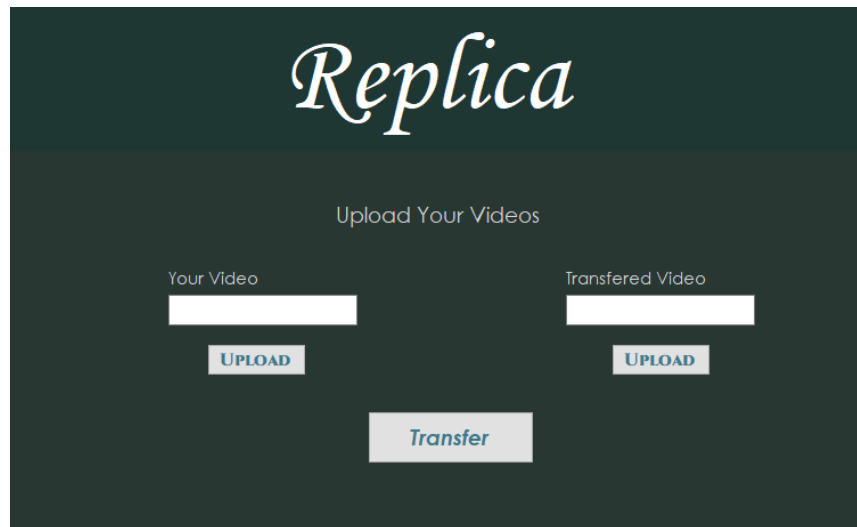 Replica
Upload Your Videos
Your Video
Transfered Video
UPLOAD
UPLOAD
Transfer